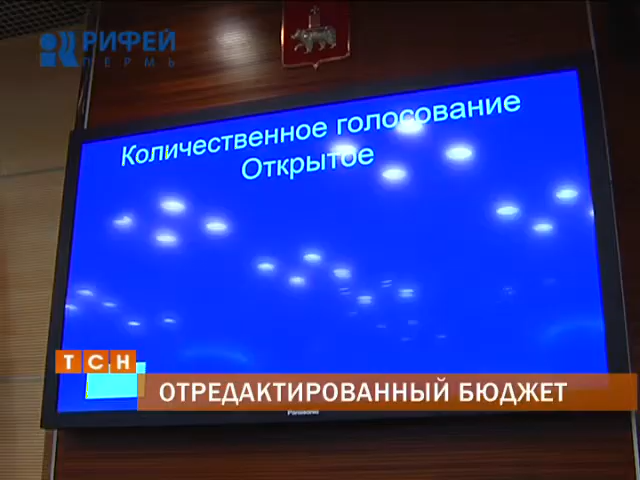 РИФЕЙ
ПЕРМЬ
Количественное голосование
Открытое
ТСН
ОТРЕДАКТИРОВАННЫЙ БЮДЖЕТ
Panasonic